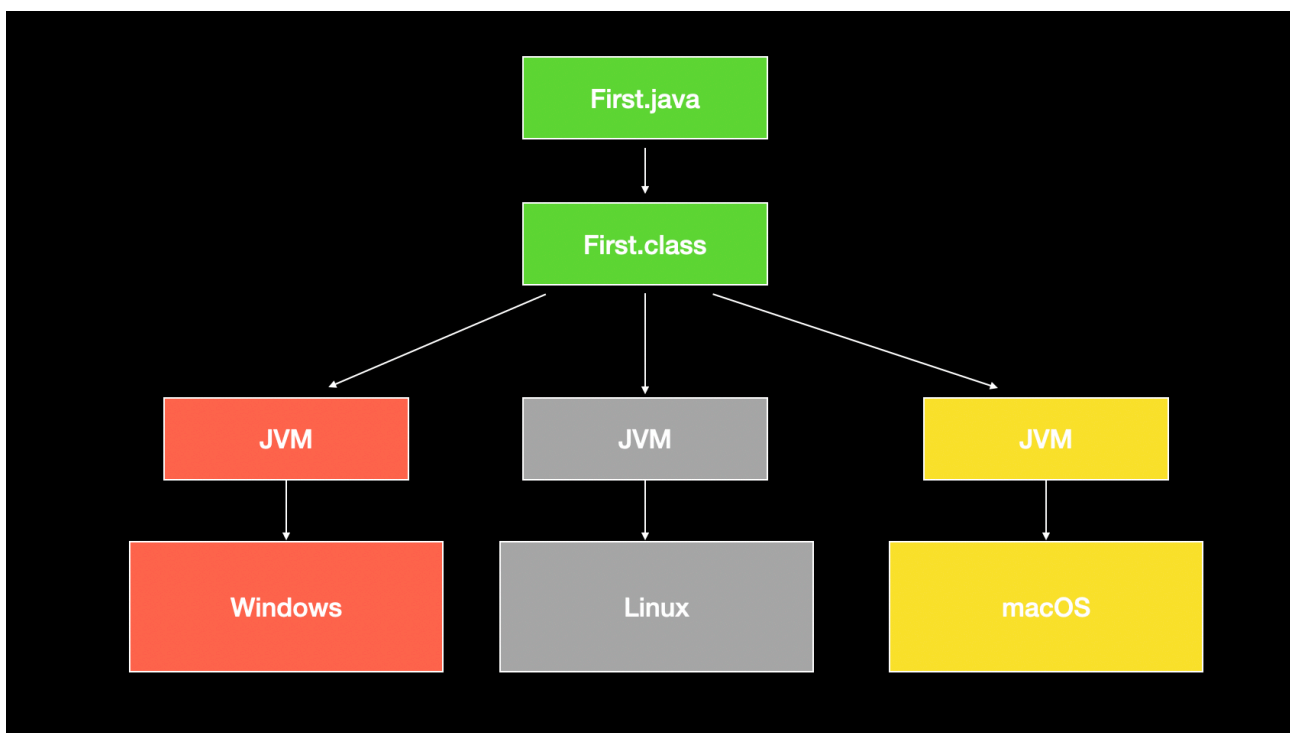 First.java
First.class
JVM
JVM
JVM
Windows
Linux
macOS